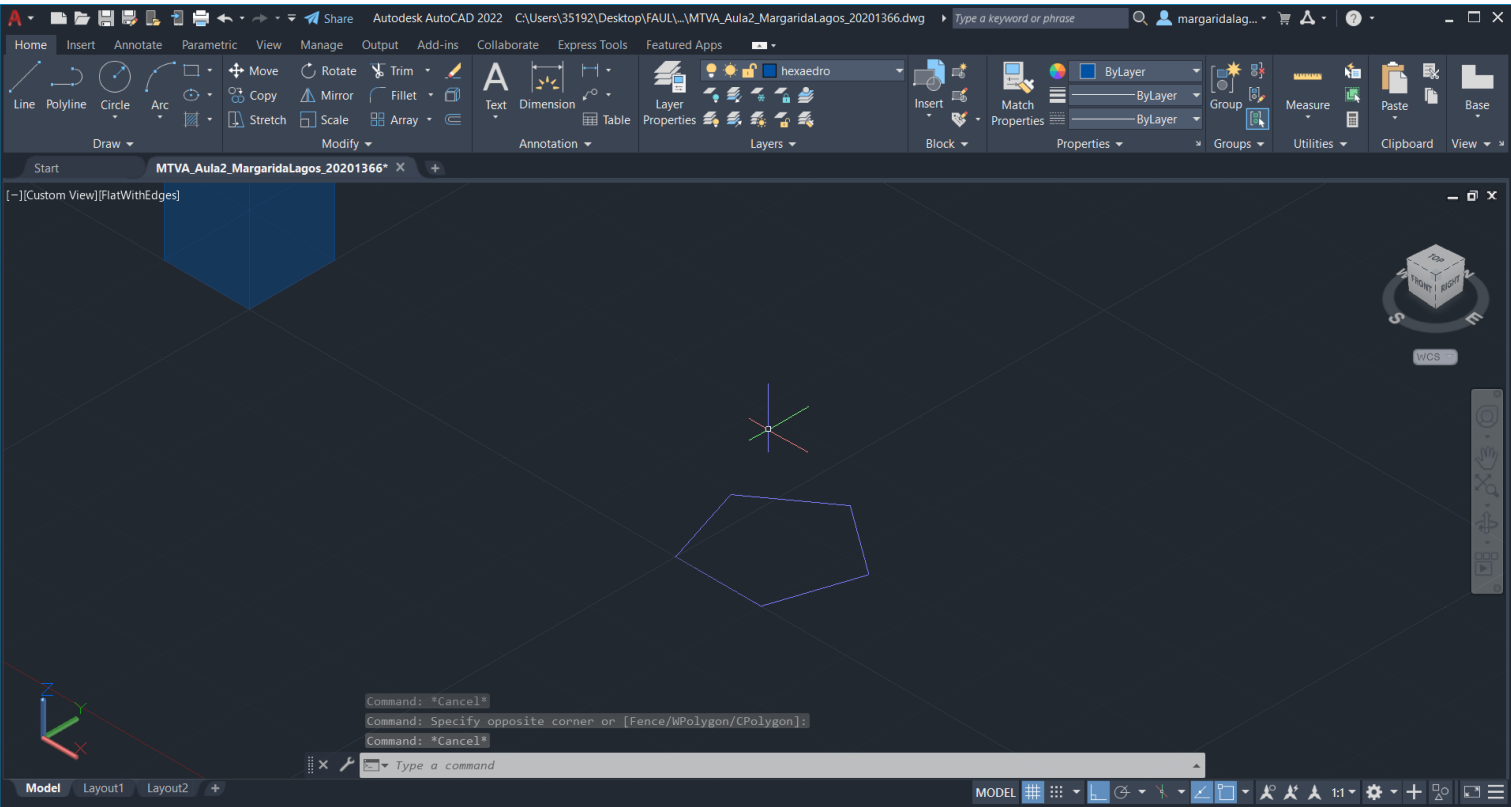 A Share Autodesk AutoCAD 2022 C:\Users\35192\Desktop\FAUL\...\MTVA_Aula2_MargaridaLagos_20201366.dwg Type a keyword or phrase margaridalag... ?
Home Insert Annotate Parametric View Manage Output Add-ins Collaborate Express Tools Featured Apps
Line Polyline Circle Arc
Move Rotate Trim
Copy Mirror Fillet
Stretch Scale Array
Text Dimension Table
Layer Properties hexaedro
Insert
Match Properties ByLayer
ByLayer
ByLayer
Group Measure Paste Base
Draw Modify Annotation Layers Block Properties Groups Utilities Clipboard View
Start MTVA_Aula2_MargaridaLagos_20201366* +
[−][Custom View][FlatWithEdges]
TOP
W N
FRONT RIGHT
S E
WCS
Z
Y
X
Command: *Cancel*
Command: Specify opposite corner or [Fence/WPolygon/CPolygon]:
Command: *Cancel*
Type a command
Model Layout1 Layout2 + MODEL 1:1